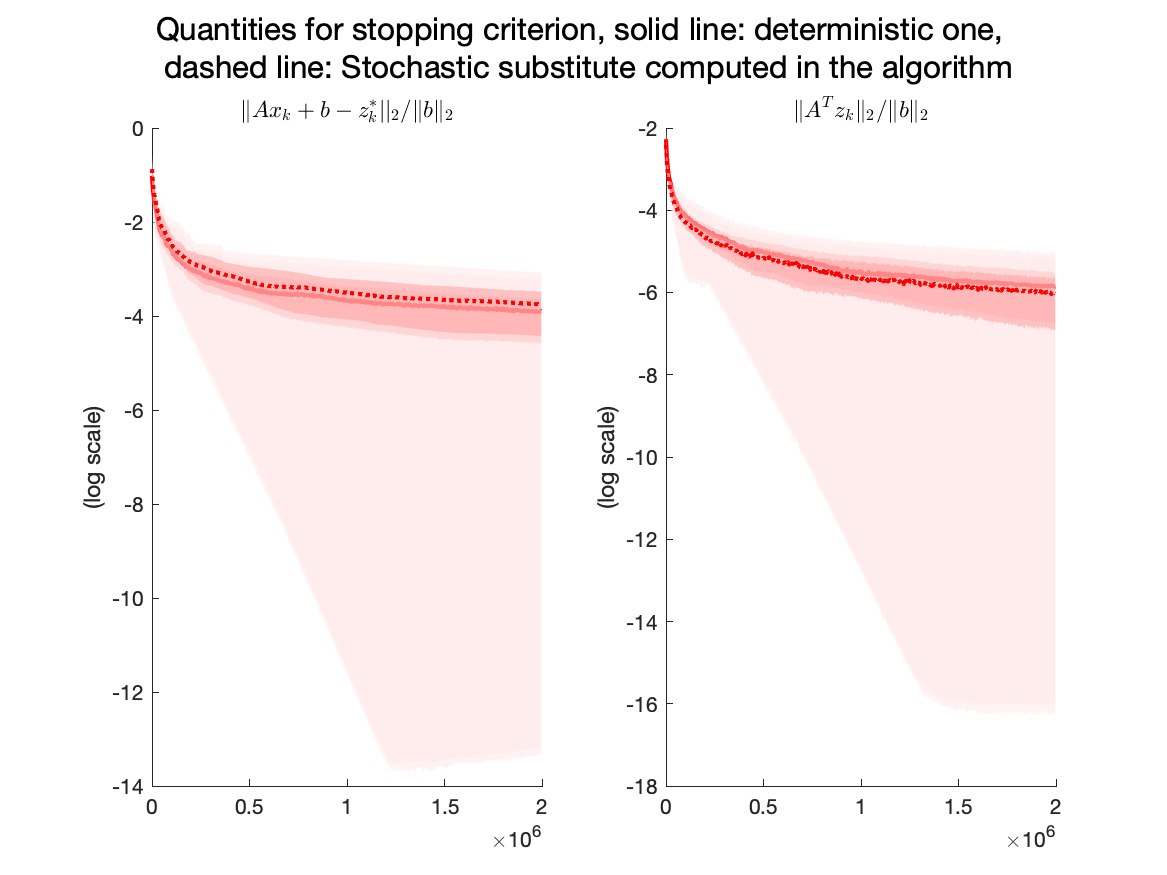 Quantities for stopping criterion, solid line: deterministic one,
dashed line: Stochastic substitute computed in the algorithm
‖Ax_k + b − z_k^*||_2/‖b‖_2
0
-2
-4
-6
-8
-10
-12
-14
(log scale)
0 0.5 1 1.5 2
×10^6
‖A^T z_k‖_2/‖b‖_2
-2
-4
-6
-8
-10
-12
-14
-16
-18
(log scale)
0 0.5 1 1.5 2
×10^6